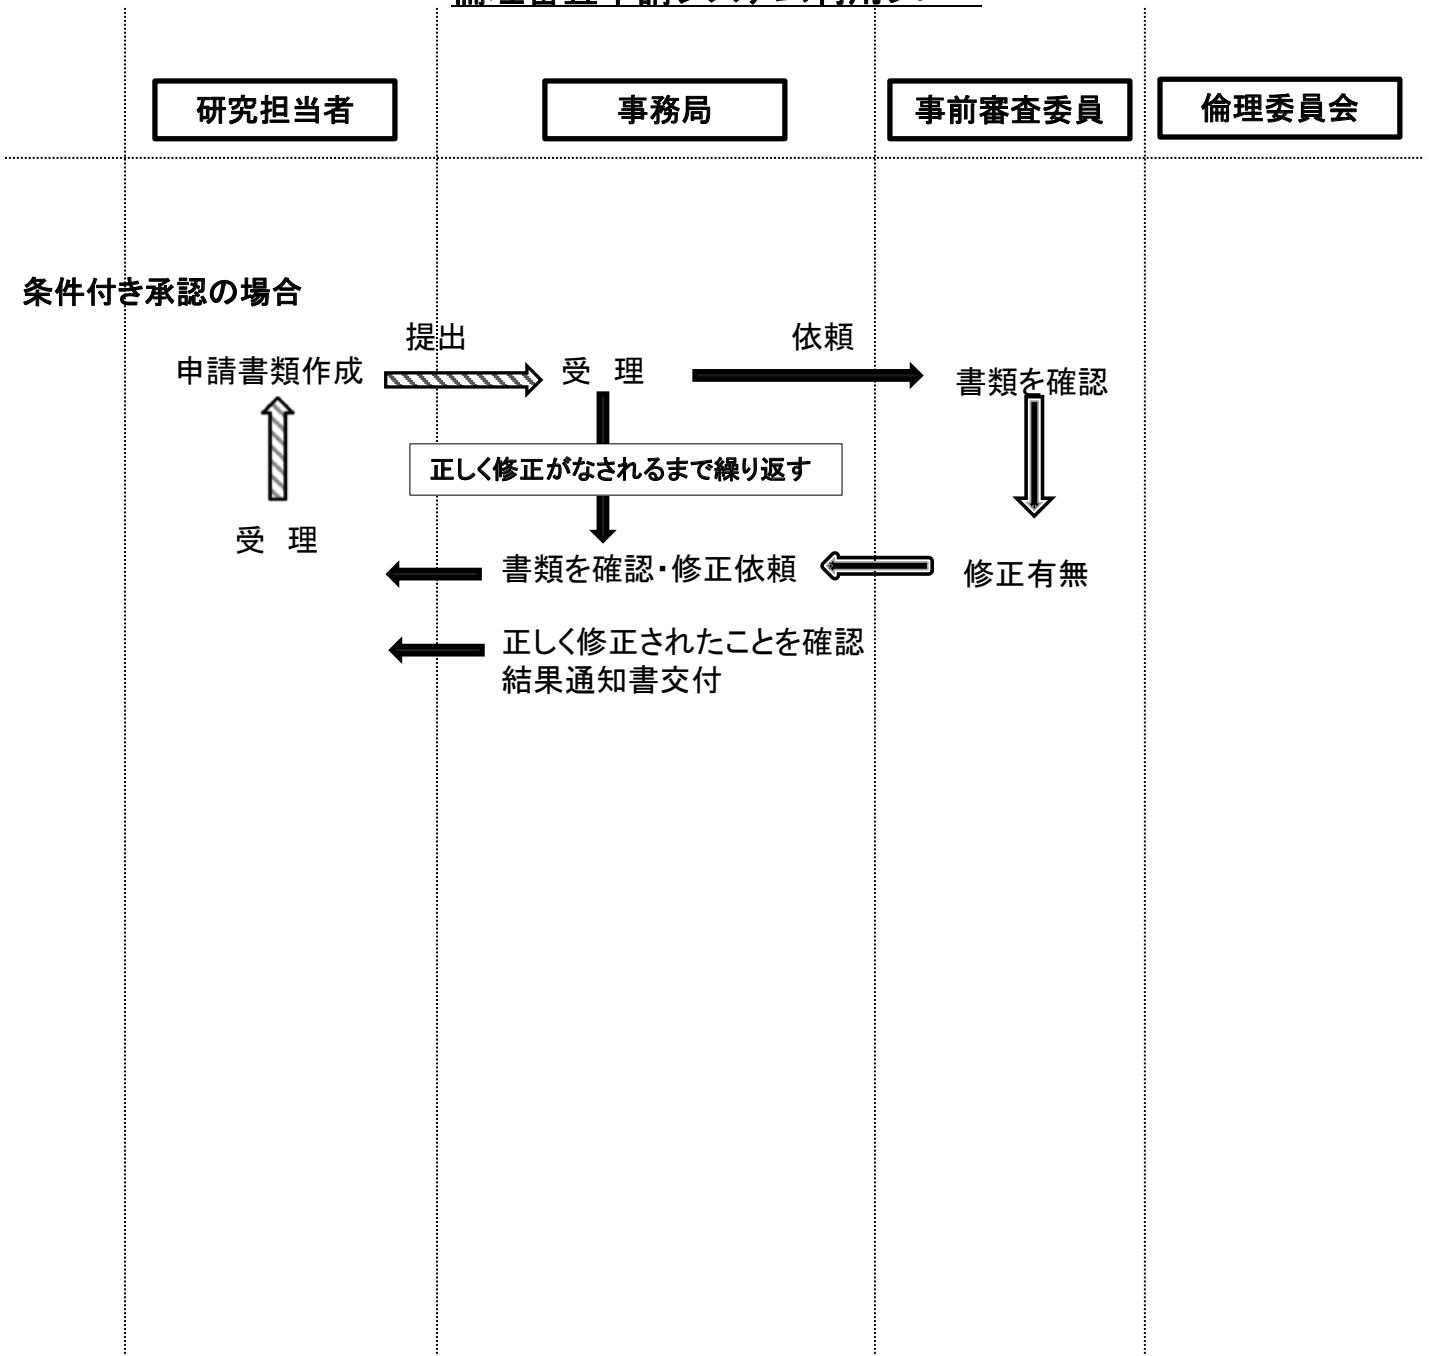 研究担当者
事務局
事前審査委員
倫理委員会
条件付き承認の場合
提出
依頼
申請書類作成
受 理
書類を確認
正しく修正がなされるまで繰り返す
受 理
書類を確認・修正依頼
修正有無
正しく修正されたことを確認
結果通知書交付